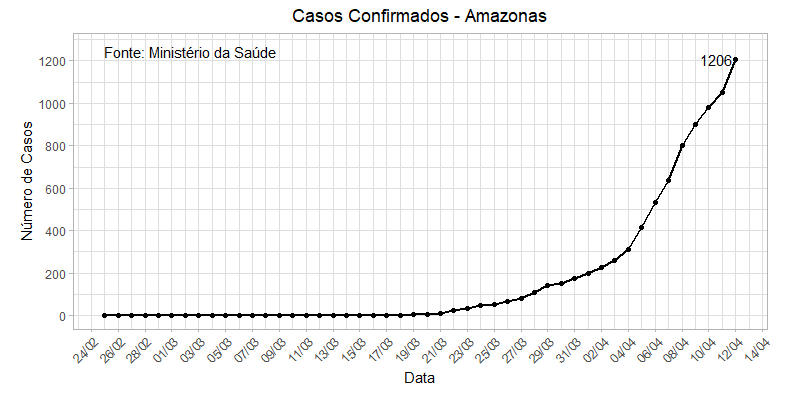 Casos Confirmados - Amazonas
Fonte: Ministério da Saúde
1206
Número de Casos
1200
1000
800
600
400
200
0
24/02 26/02 28/02 01/03 03/03 05/03 07/03 09/03 11/03 13/03 15/03 17/03 19/03 21/03 23/03 25/03 27/03 29/03 31/03 02/04 04/04 06/04 08/04 10/04 12/04 14/04
Data